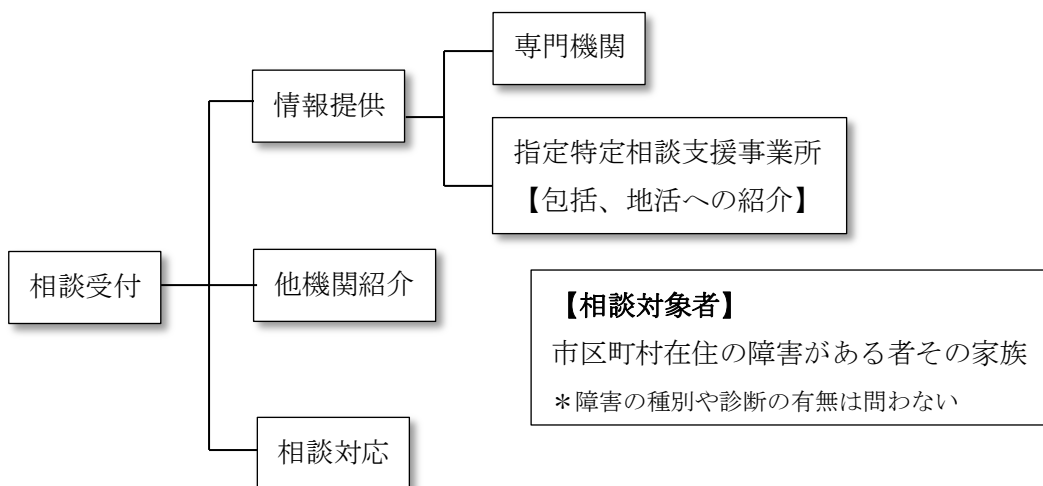 専門機関
情報提供
指定特定相談支援事業所
【包括、地活への紹介】
相談受付
他機関紹介
【相談対象者】
市区町村在住の障害がある者その家族
＊障害の種別や診断の有無は問わない
相談対応